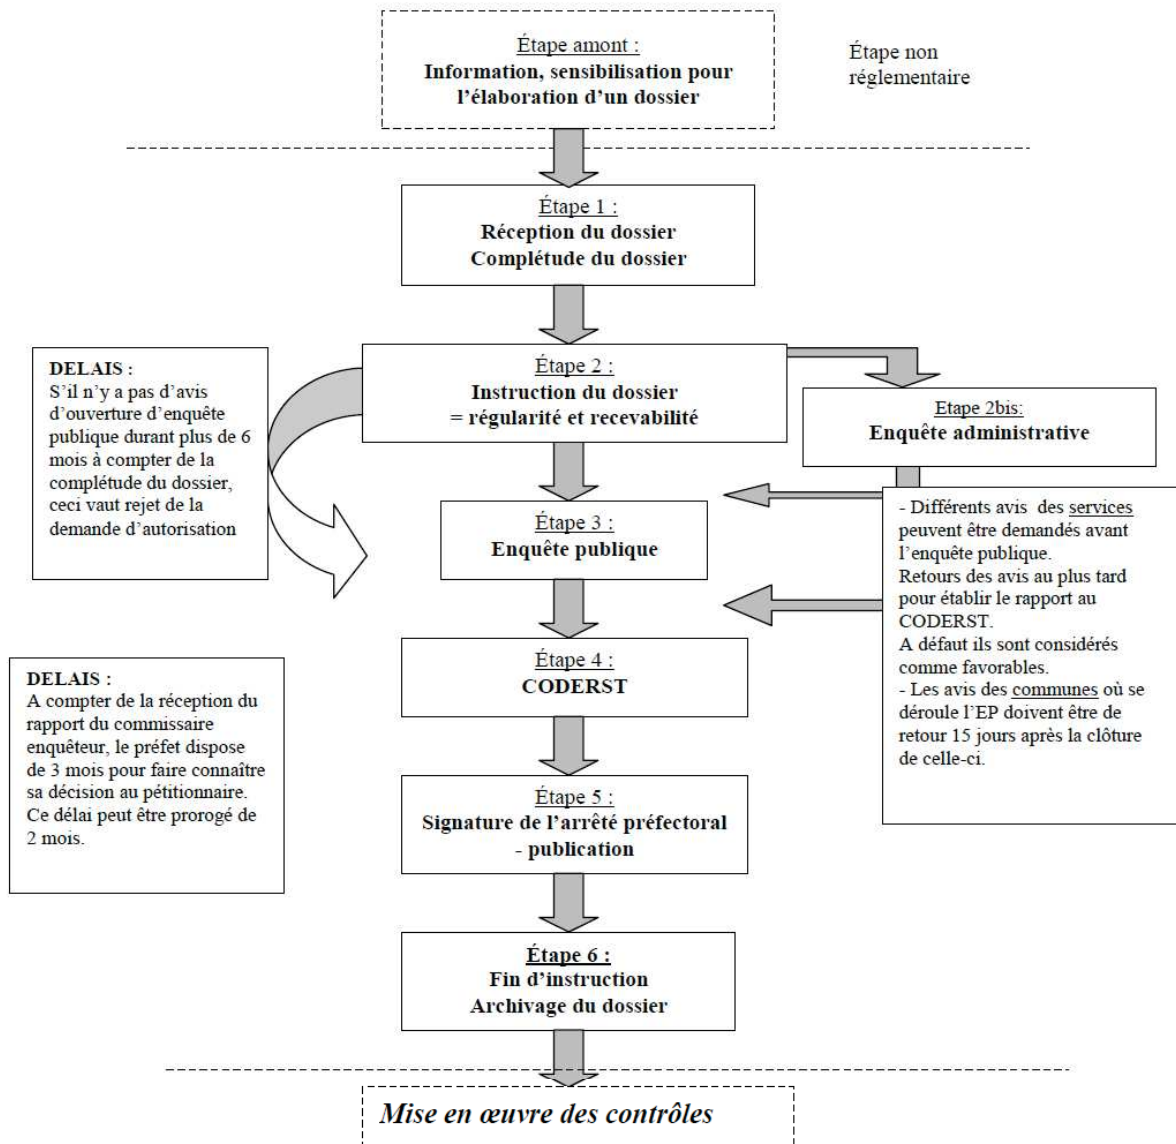 Étape amont :
Information, sensibilisation pour
l’élaboration d’un dossier
Étape non
réglementaire
Étape 1 :
Réception du dossier
Complétude du dossier
DELAIS :
S’il n’y a pas d’avis
d’ouverture d’enquête
publique durant plus de 6
mois à compter de la
complétude du dossier,
ceci vaut rejet de la
demande d’autorisation
Étape 2 :
Instruction du dossier
= régularité et recevabilité
Etape 2bis:
Enquête administrative
Étape 3 :
Enquête publique
- Différents avis des services
peuvent être demandés avant
l’enquête publique.
Retours des avis au plus tard
pour établir le rapport au
CODERST.
A défaut ils sont considérés
comme favorables.
- Les avis des communes où se
déroule l’EP doivent être de
retour 15 jours après la clôture
de celle-ci.
Étape 4 :
CODERST
DELAIS :
A compter de la réception du
rapport du commissaire
enquêteur, le préfet dispose
de 3 mois pour faire connaître
sa décision au pétitionnaire.
Ce délai peut être prorogé de
2 mois.
Étape 5 :
Signature de l’arrêté préfectoral
- publication
Étape 6 :
Fin d’instruction
Archivage du dossier
Mise en œuvre des contrôles